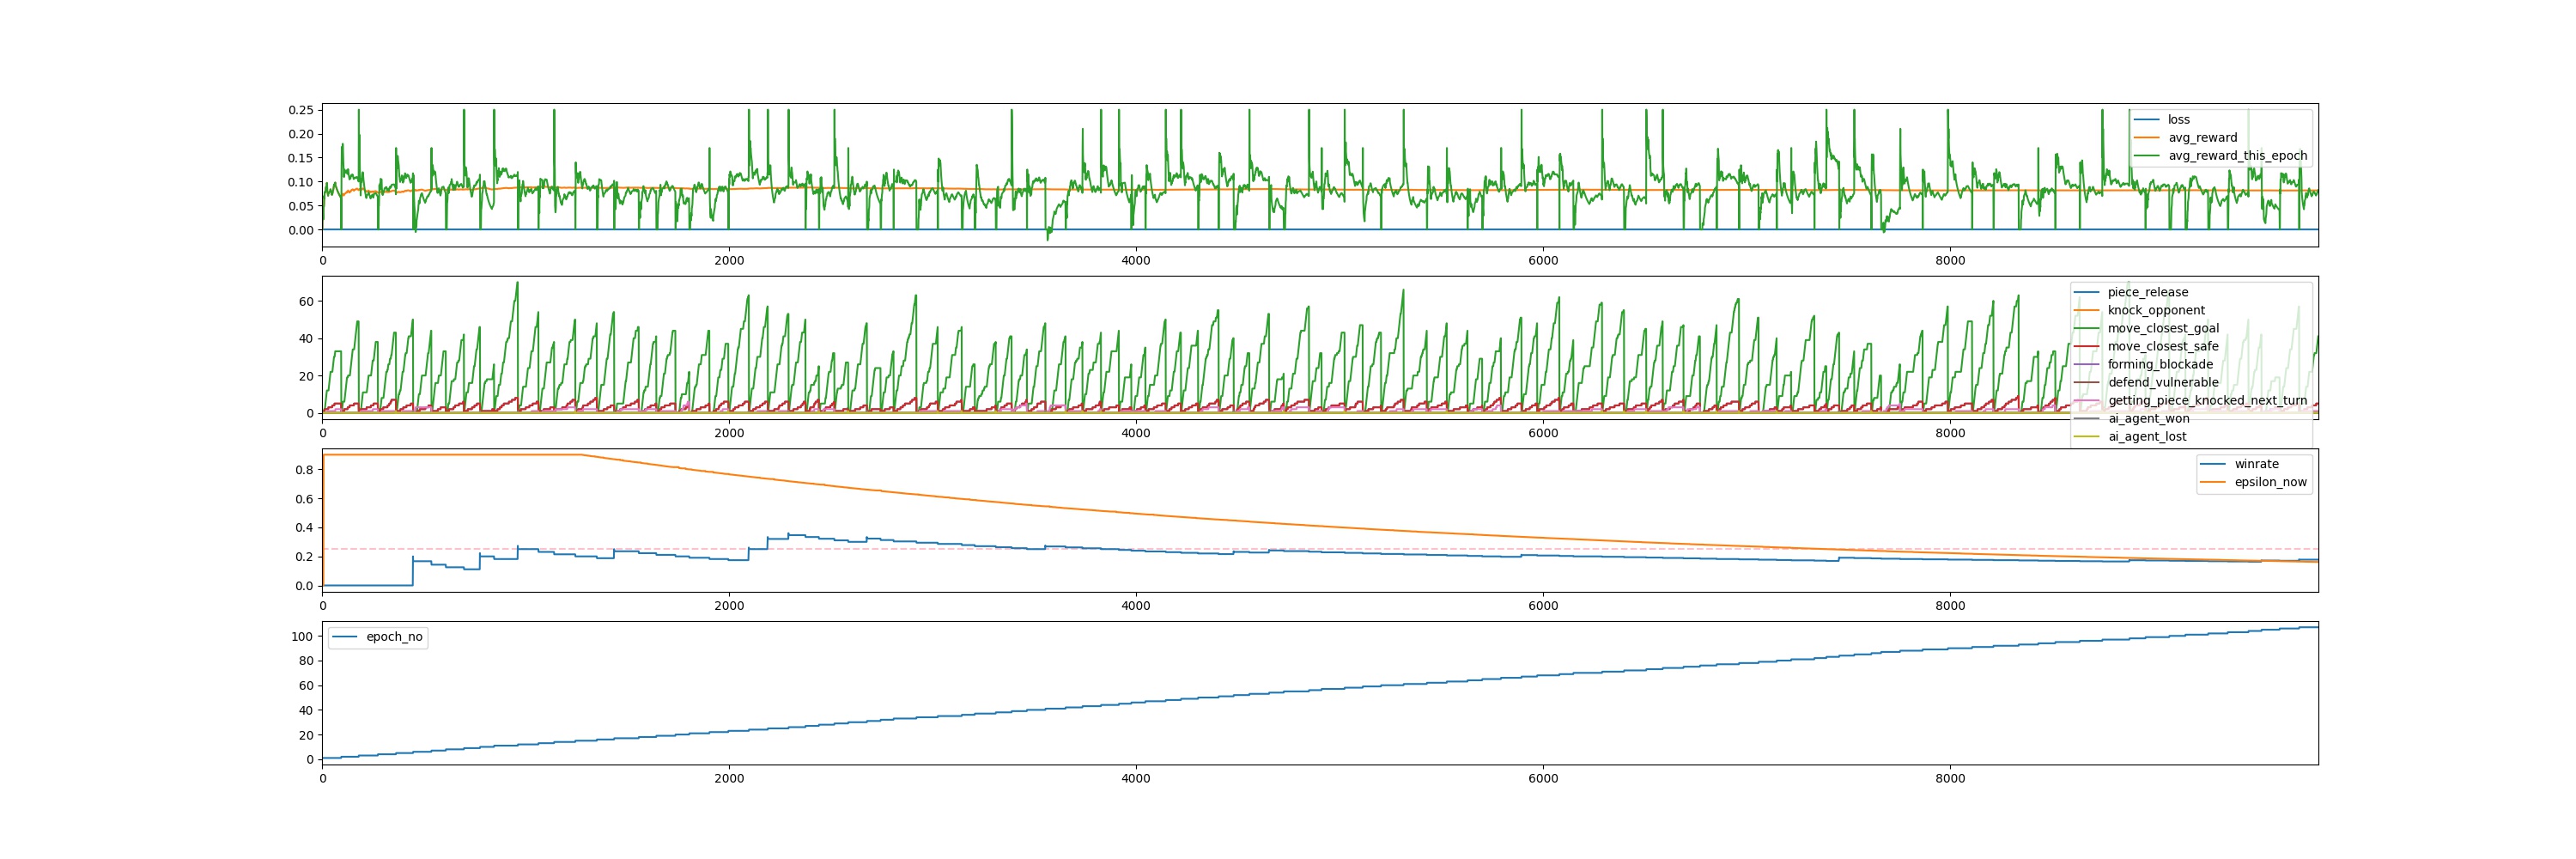 0.25
0.20
0.15
0.10
0.05
0.00
loss
avg_reward
avg_reward_this_epoch
0 2000 4000 6000 8000
60
40
20
0
piece_release
knock_opponent
move_closest_goal
move_closest_safe
forming_blockade
defend_vulnerable
getting_piece_knocked_next_turn
ai_agent_won
ai_agent_lost
0 2000 4000 6000 8000
0.8
0.6
0.4
0.2
0.0
winrate
epsilon_now
0 2000 4000 6000 8000
100
80
60
40
20
0
epoch_no
0 2000 4000 6000 8000